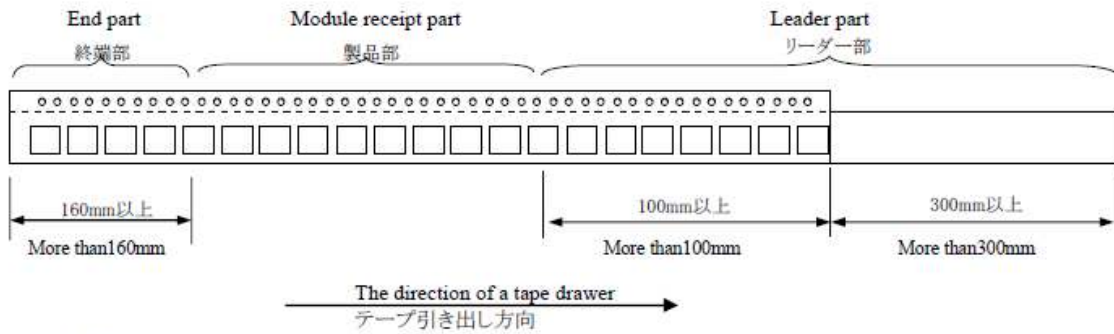 End part
Module receipt part
Leader part
終端部
製品部
リーダー部
160mm以上
100mm以上
300mm以上
More than160mm
More than100mm
More than300mm
The direction of a tape drawer
テープ引き出し方向